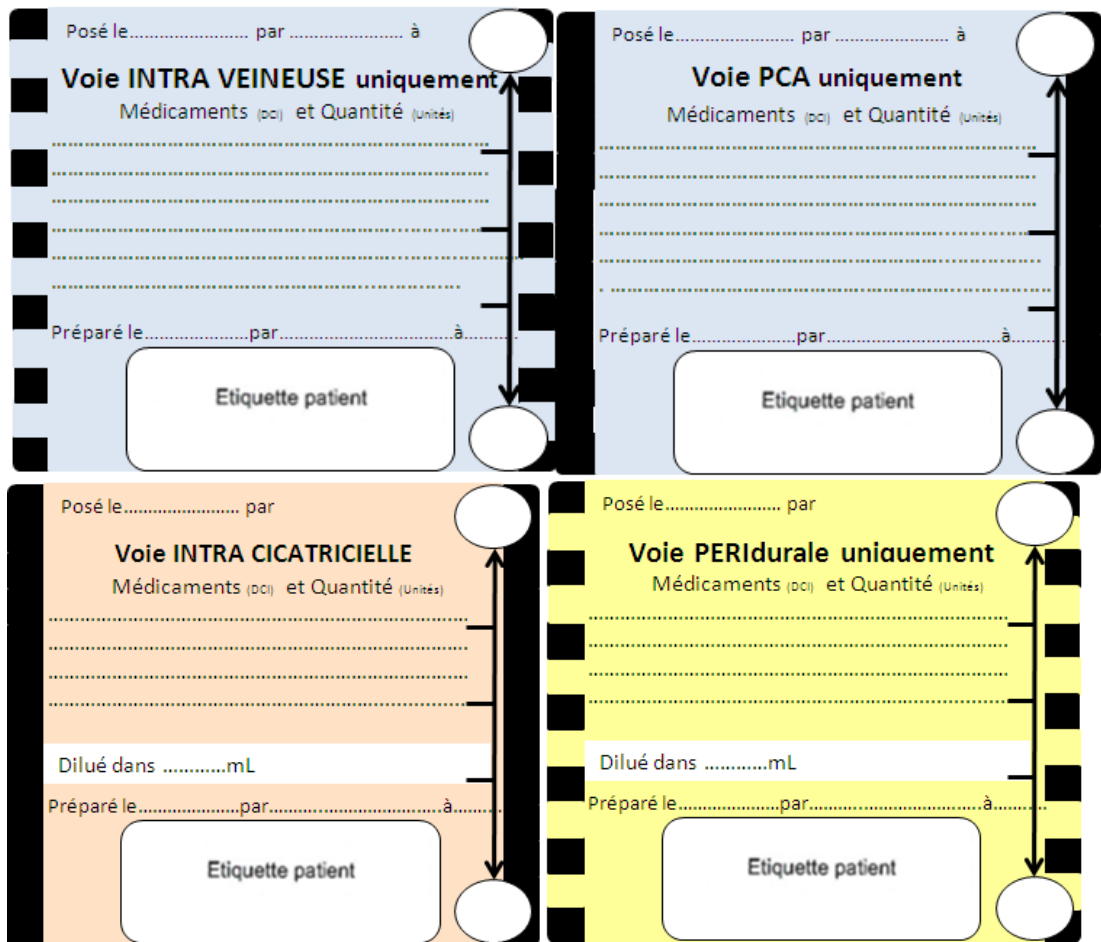 Posé le........................ par ....................... à
Voie INTRA VEINEUSE uniquement
Médicaments (DCI) et Quantité (Unités)
Préparé le.....................par....................................à...........
Etiquette patient
Posé le........................ par ....................... à
Voie PCA uniquement
Médicaments (DCI) et Quantité (Unités)
Préparé le.....................par....................................à...........
Etiquette patient
Posé le........................ par
Voie INTRA CICATRICIELLE
Médicaments (DCI) et Quantité (Unités)
Dilué dans ............mL
Préparé le.....................par....................................à..........
Etiquette patient
Posé le........................ par
Voie PERIdurale uniquement
Médicaments (DCI) et Quantité (Unités)
Dilué dans ............mL
Préparé le.....................par....................................à...........
Etiquette patient